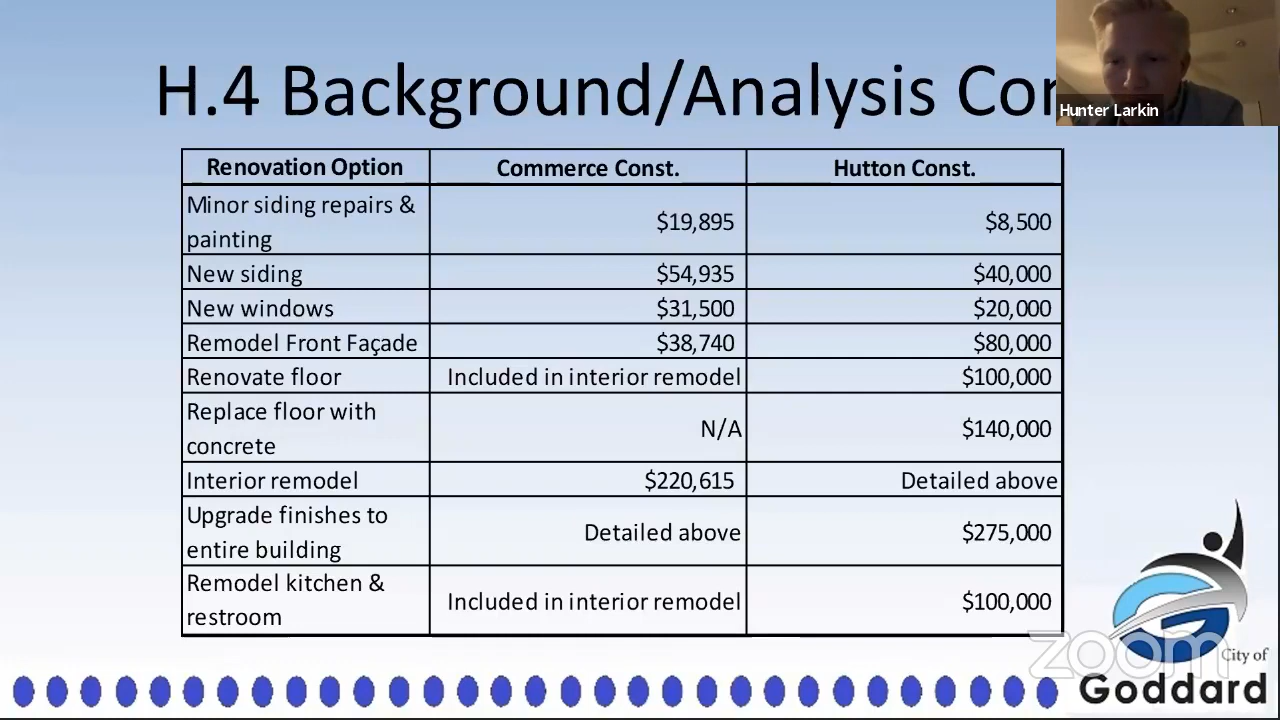 H.4 Background/Analysis Con
Hunter Larkin
Renovation Option Commerce Const. Hutton Const.
Minor siding repairs &
painting $19,895 $8,500
New siding $54,935 $40,000
New windows $31,500 $20,000
Remodel Front Façade $38,740 $80,000
Renovate floor Included in interior remodel $100,000
Replace floor with
concrete N/A $140,000
Interior remodel $220,615 Detailed above
Upgrade finishes to
entire building Detailed above $275,000
Remodel kitchen &
restroom Included in interior remodel $100,000
zoom
City of
Goddard